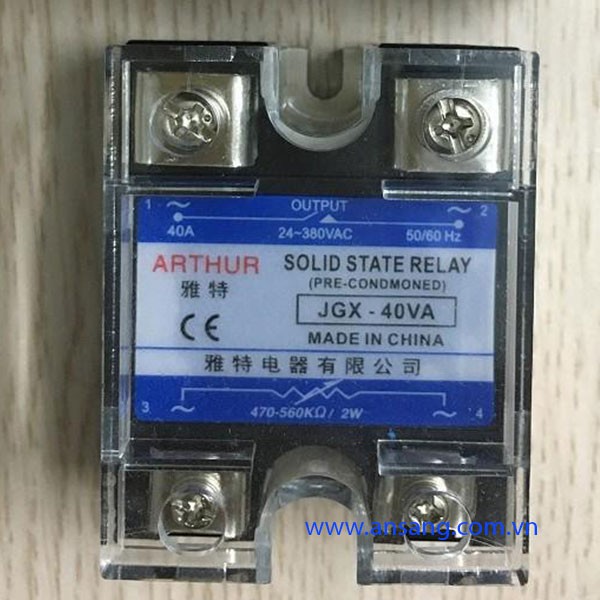 1 ~ OUTPUT ~ 2
40A 24~380VAC 50/60 Hz
ARTHUR SOLID STATE RELAY
雅特 (PRE-CONDMONED)
JGX - 40VA
CE MADE IN CHINA
雅特电器有限公司
3 ~ 470-560KΩ/ 2W ~ 4
www.ansang.com.vn